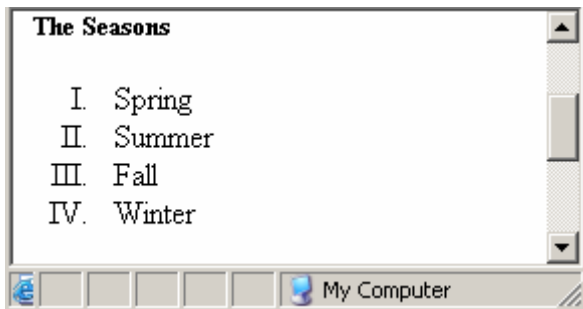 The Seasons
I. Spring
II. Summer
III. Fall
IV. Winter
My Computer